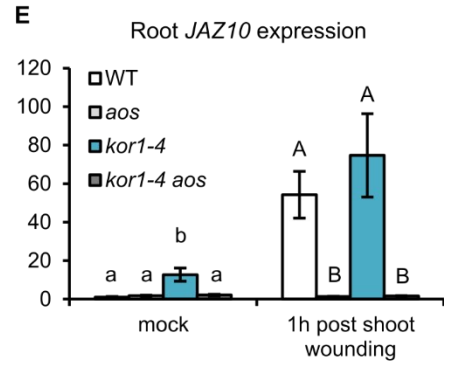 E
Root JAZ10 expression
120
100
80
60
40
20
0
WT
aos
kor1-4
kor1-4 aos
a a b a
A B A B
mock
1h post shoot
wounding